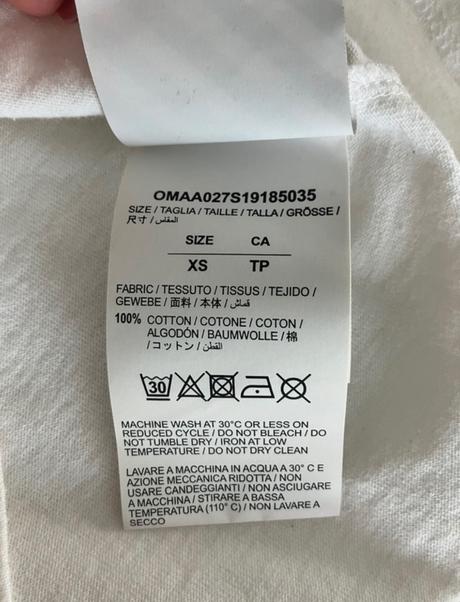 OMAA027S19185035
SIZE / TAGLIA / TAILLE / TALLA / GRÖSSE /
尺寸 / المقاس
SIZE CA
XS TP
FABRIC / TESSUTO / TISSUS / TEJIDO /
GEWEBE / 面料 / 本体 / قماش
100% COTTON / COTONE / COTON /
ALGODÓN / BAUMWOLLE / 棉
/ コットン / القطن
30
MACHINE WASH AT 30°C OR LESS ON
REDUCED CYCLE / DO NOT BLEACH / DO
NOT TUMBLE DRY / IRON AT LOW
TEMPERATURE / DO NOT DRY CLEAN
LAVARE A MACCHINA IN ACQUA A 30° C E
AZIONE MECCANICA RIDOTTA / NON
USARE CANDEGGIANTI / NON ASCIUGARE
A MACCHINA / STIRARE A BASSA
TEMPERATURA (110° C) / NON LAVARE A
SECCO